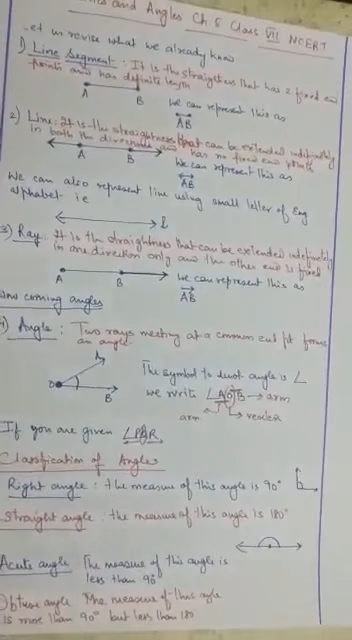 Lines and Angles Ch.5 Class VII NCERT
Let us revise what we already know
1) Line Segment : It is the straightness that has 2 fixed end
points and has definite length
A B
We can represent this as
AB
2) Line: It is the straightness that can be extended indefinitely
in both the directions and has no fixed end points
A B
We can represent this as
AB
We can also represent line using small letter of Eng
alphabet. i.e
l
3) Ray : It is the straightness that can be extended indefinitely
in one direction only and the other end is fixed
A B
We can represent this as
AB
Now coming angles
4) Angle : Two rays meeting at a common end pt forms
an angle.
A
O
B
The symbol to denot angle is ∠
we write ∠AOB → arm
arm → vertex
If you are given ∠PQR.
Classification of Angles
Right angle : the measure of this angle is 90°
Straight angle : the measure of this angle is 180°
Acute angle The measure of this angle is
less than 90°
Obtuse angle The measure of this angle
is more than 90° but less than 180